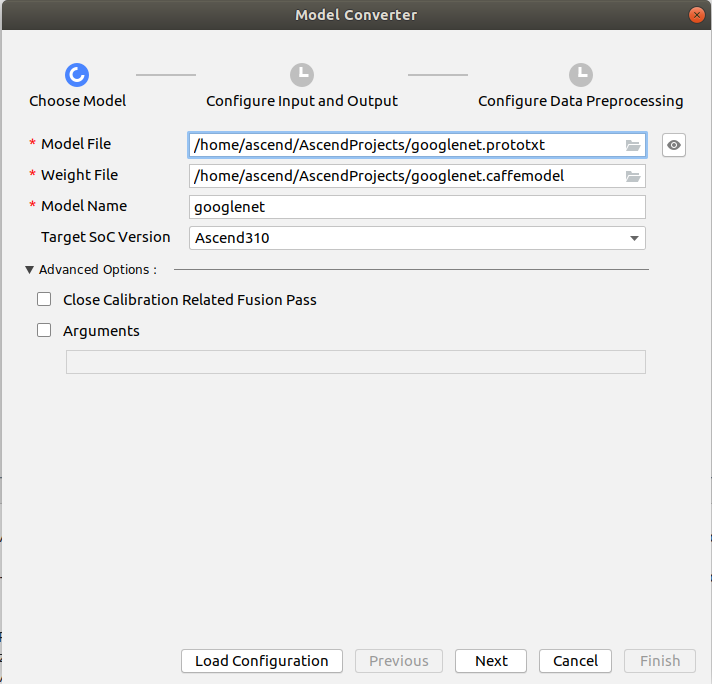 Model Converter
Choose Model
Configure Input and Output
Configure Data Preprocessing
* Model File
/home/ascend/AscendProjects/googlenet.prototxt
* Weight File
/home/ascend/AscendProjects/googlenet.caffemodel
* Model Name
googlenet
Target SoC Version
Ascend310
Advanced Options :
Close Calibration Related Fusion Pass
Arguments
Load Configuration
Previous
Next
Cancel
Finish